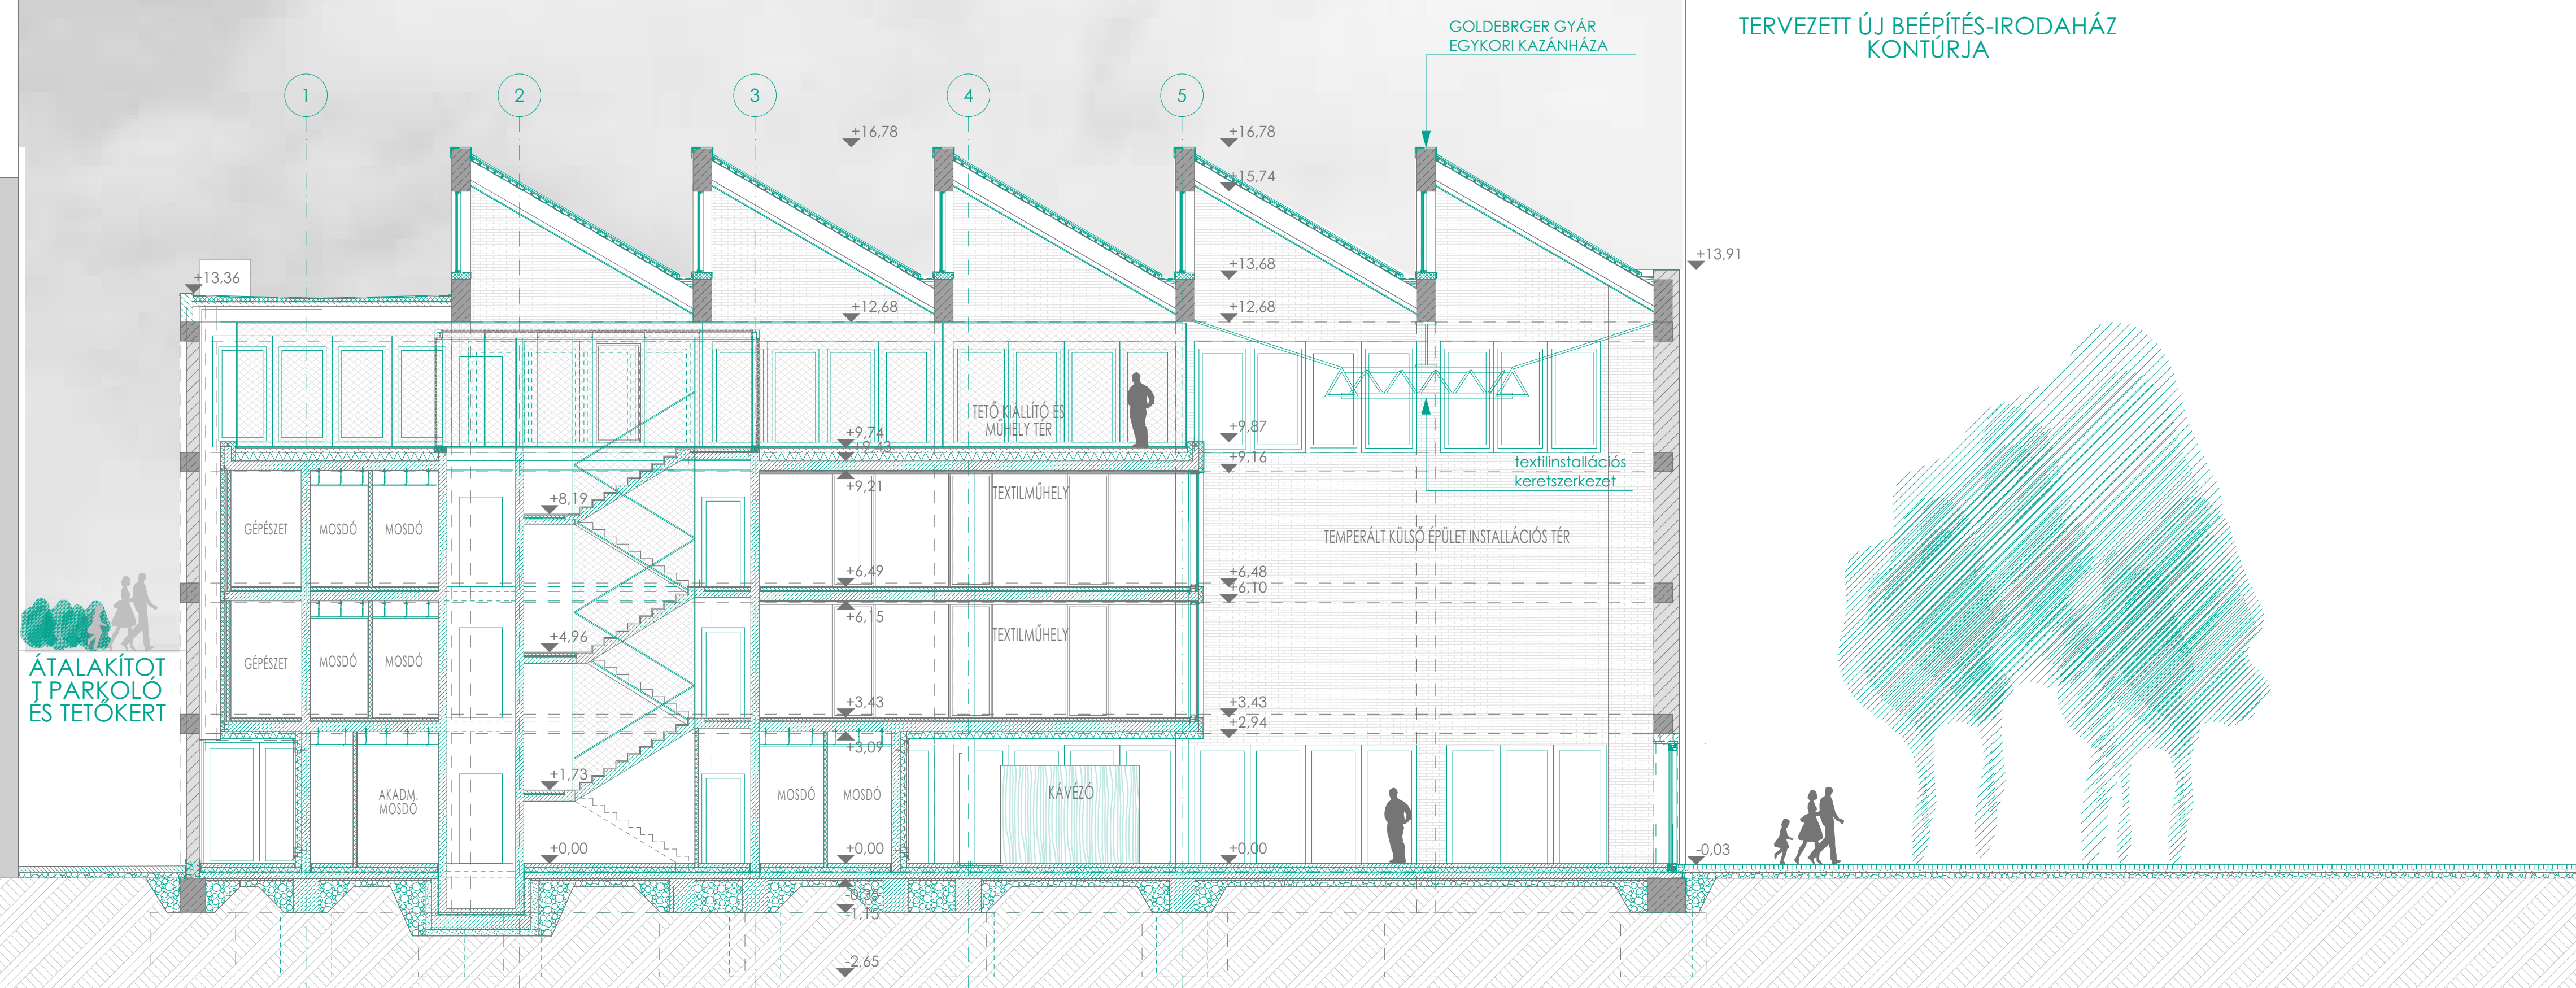 GOLDEBRGER GYÁR
EGYKORI KAZÁNHÁZA
TERVEZETT ÚJ BEÉPÍTÉS-IRODAHÁZ
KONTÚRJA
1
2
3
4
5
+16,78
+16,78
+15,74
+13,91
+13,68
+13,36
+12,68
+12,68
TETŐ KIÁLLÍTÓ ÉS
MŰHELY TÉR
+9,74
+9,43
+9,87
+9,16
textilinstallációs
keretszerkezet
+9,21
+8,19
TEXTILMŰHELY
GÉPÉSZET
MOSDÓ
MOSDÓ
TEMPERÁLT KÜLSŐ ÉPÜLET INSTALLÁCIÓS TÉR
+6,49
+6,48
+6,10
+6,15
+4,96
TEXTILMŰHELY
GÉPÉSZET
MOSDÓ
MOSDÓ
ÁTALAKÍTOT
T PARKOLÓ
ÉS TETŐKERT
+3,43
+3,43
+2,94
+3,09
+1,73
AKADM.
MOSDÓ
MOSDÓ
MOSDÓ
KÁVÉZÓ
+0,00
+0,00
+0,00
-0,03
-0,35
-1,15
-2,65